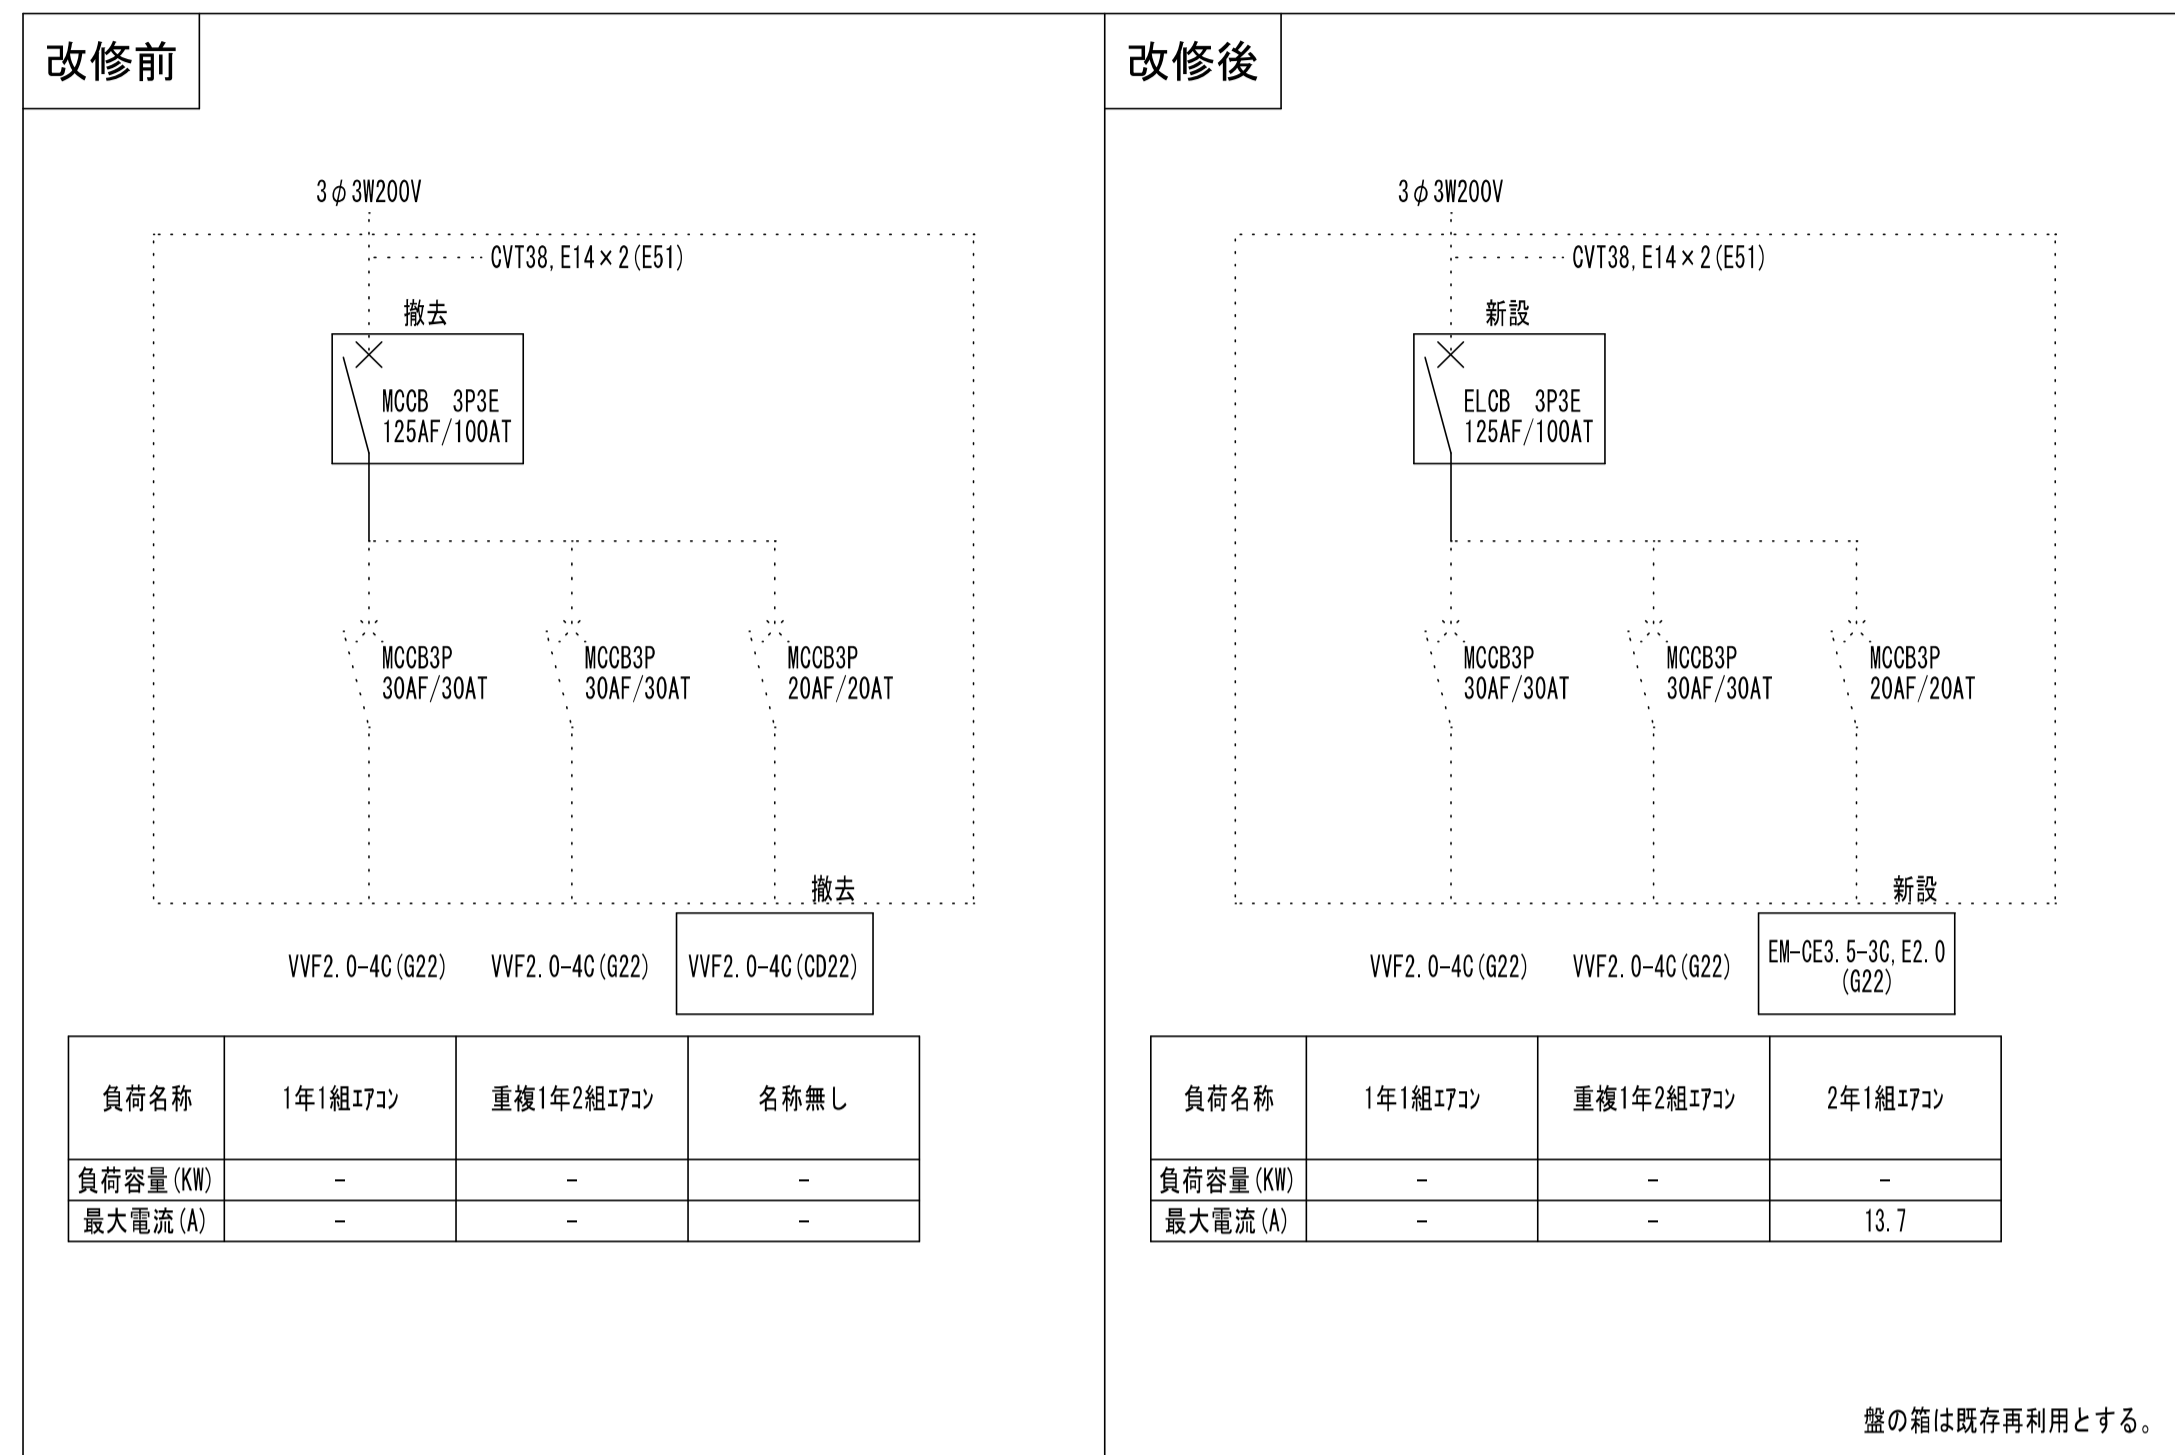 改修前
3φ3W200V
CVT38,E14×2(E51)
撤去
MCCB 3P3E
125AF/100AT
MCCB3P
30AF/30AT
MCCB3P
30AF/30AT
MCCB3P
20AF/20AT
撤去
VVF2.0-4C(G22)
VVF2.0-4C(G22)
VVF2.0-4C(CD22)
負荷名称 1年1組ｴｱｺﾝ 重複1年2組ｴｱｺﾝ 名称無し
負荷容量(KW) - - -
最大電流(A) - - -
改修後
3φ3W200V
CVT38,E14×2(E51)
新設
ELCB 3P3E
125AF/100AT
MCCB3P
30AF/30AT
MCCB3P
30AF/30AT
MCCB3P
20AF/20AT
新設
VVF2.0-4C(G22)
VVF2.0-4C(G22)
EM-CE3.5-3C,E2.0
(G22)
負荷名称 1年1組ｴｱｺﾝ 重複1年2組ｴｱｺﾝ 2年1組ｴｱｺﾝ
負荷容量(KW) - - -
最大電流(A) - - 13.7
盤の箱は既存再利用とする。